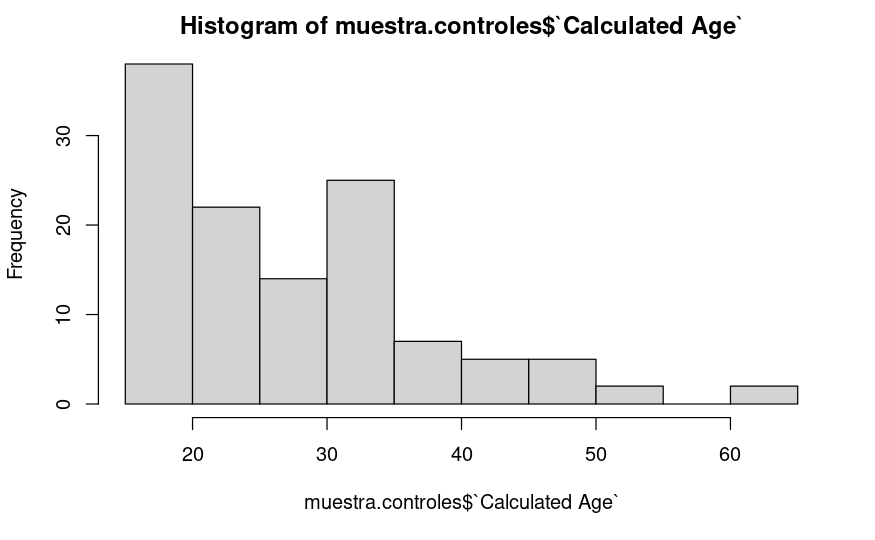 Histogram of muestra.controles$`Calculated Age`
Frequency
30
20
10
0
20 30 40 50 60
muestra.controles$`Calculated Age`